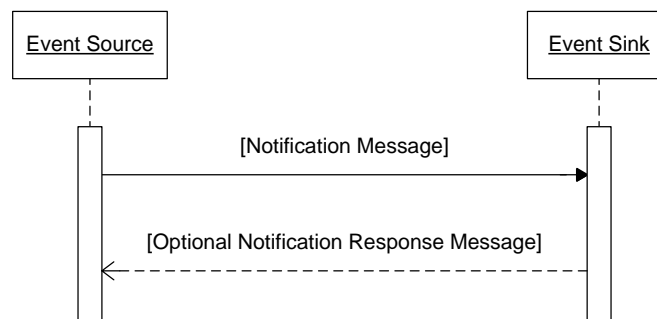 Event Source
Event Sink
[Notification Message]
[Optional Notification Response Message]